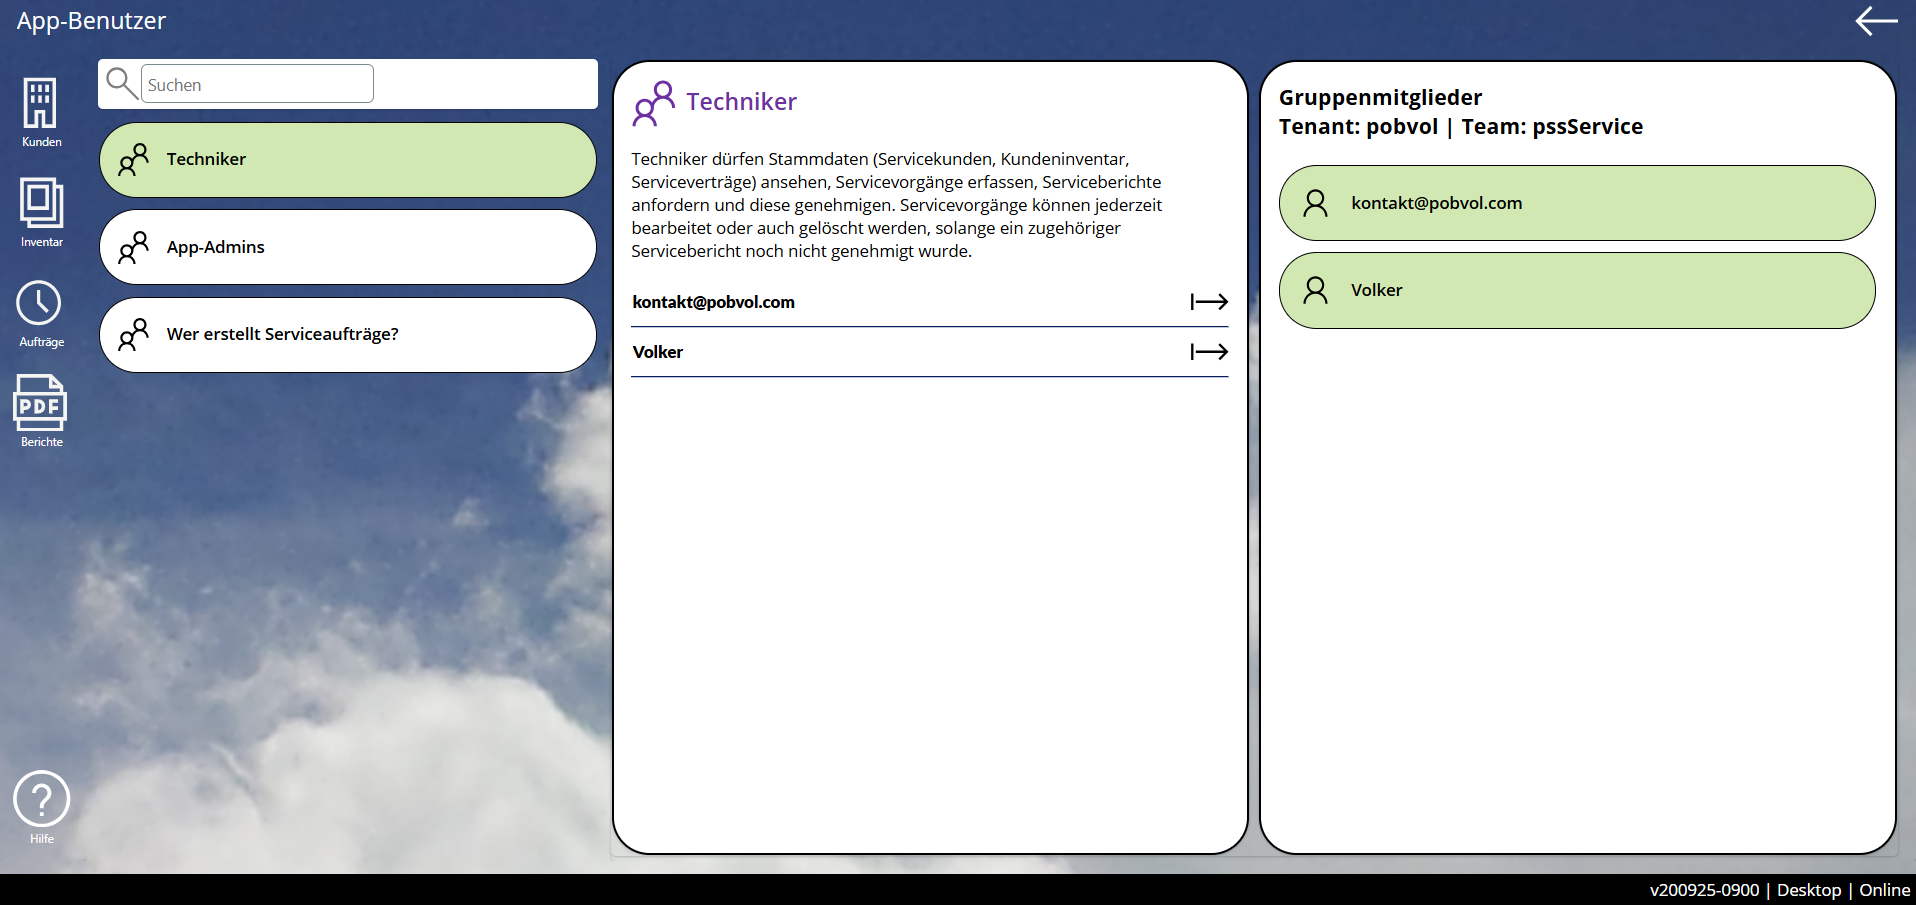 App-Benutzer
Kunden
Inventar
Aufträge
PDF
Berichte
Hilfe
Suchen
Techniker
App-Admins
Wer erstellt Serviceaufträge?
Techniker
Techniker dürfen Stammdaten (Servicekunden, Kundeninventar,
Serviceverträge) ansehen, Servicevorgänge erfassen, Serviceberichte
anfordern und diese genehmigen. Servicevorgänge können jederzeit
bearbeitet oder auch gelöscht werden, solange ein zugehöriger
Servicebericht noch nicht genehmigt wurde.
kontakt@pobvol.com
Volker
Gruppenmitglieder
Tenant: pobvol | Team: pssService
kontakt@pobvol.com
Volker
v200925-0900 | Desktop | Online